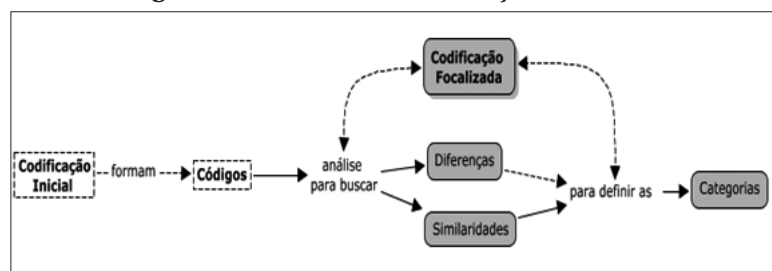 Codificação
Focalizada
Codificação
Inicial
formam
Códigos
análise
para buscar
Diferenças
Similaridades
para definir as
Categorias